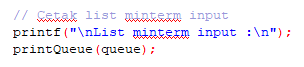 // Cetak list minterm input
printf("\nList minterm input :\n");
printQueue(queue);